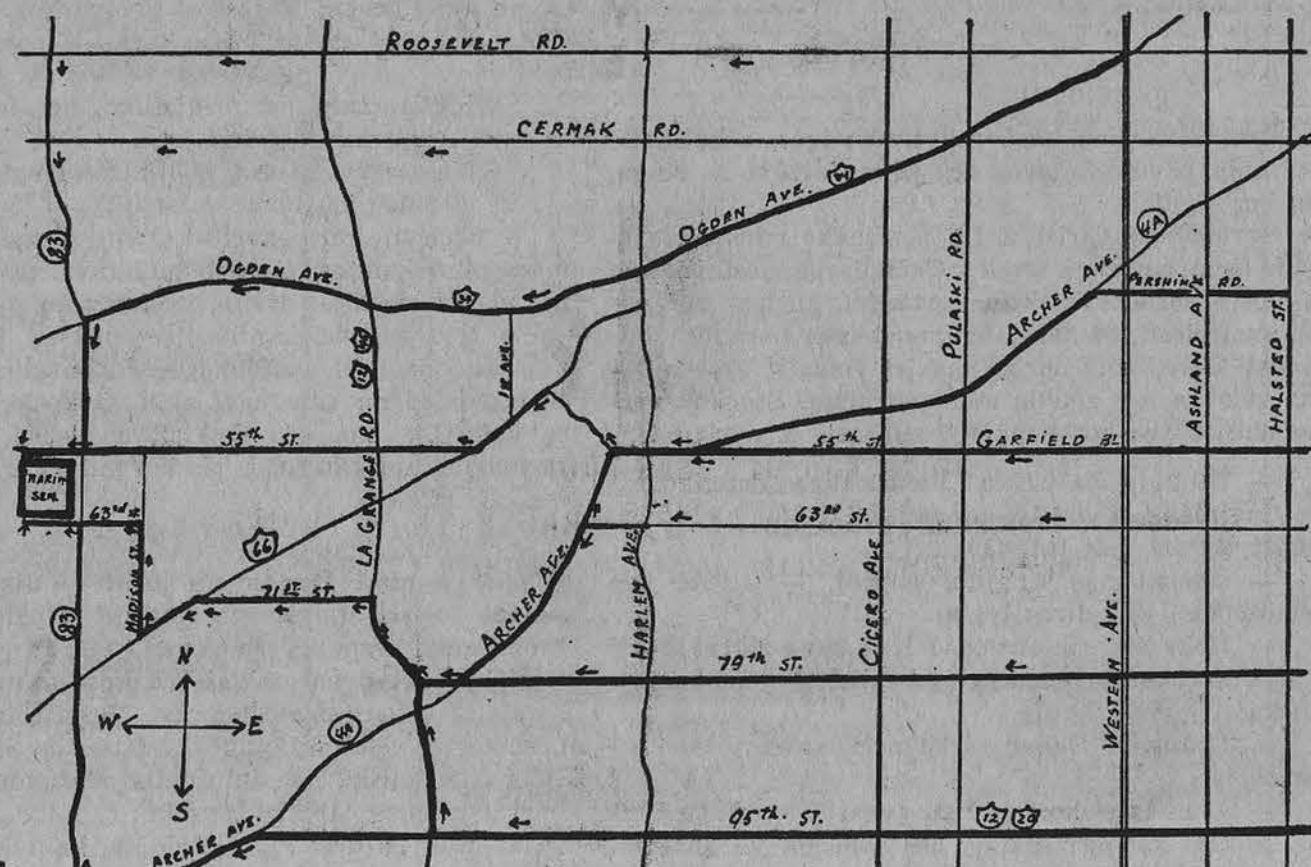 ROOSEVELT RD.
CERMAK RD.
83
OGDEN AVE.
34
OGDEN AVE.
34
4A
ARCHER AVE.
PERSHING RD.
PULASKI RD.
ASHLAND AVE
HALSTED ST.
12
LA GRANGE RD.
1ST AVE.
55th ST.
55th ST.
GARFIELD BL
MARIAN
SEM.
63rd St
63RD St.
MADISON ST.
66
71ST ST.
ARCHER AVE.
HARLEM AVE.
CICERO AVE
WESTERN AVE.
83
N
W E
S
79th ST.
4A
95th ST.
12 20
ARCHER AVE.